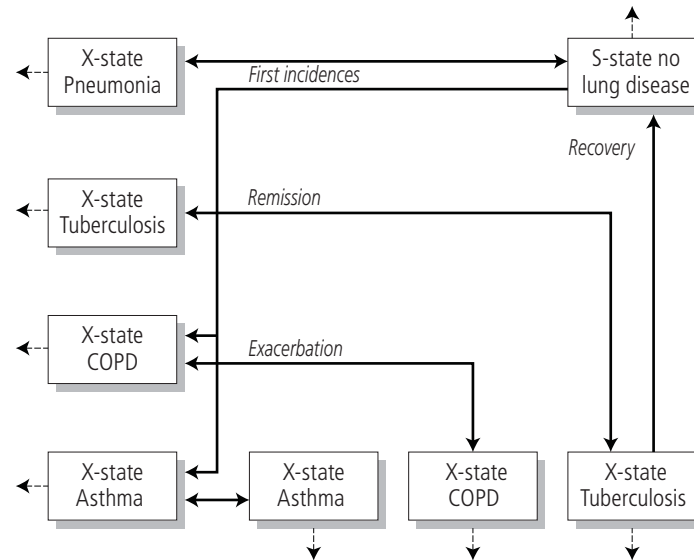 X-state
Pneumonia
First incidences
S-state no
lung disease
Recovery
X-state
Tuberculosis
Remission
X-state
COPD
Exacerbation
X-state
Asthma
X-state
Asthma
X-state
COPD
X-state
Tuberculosis